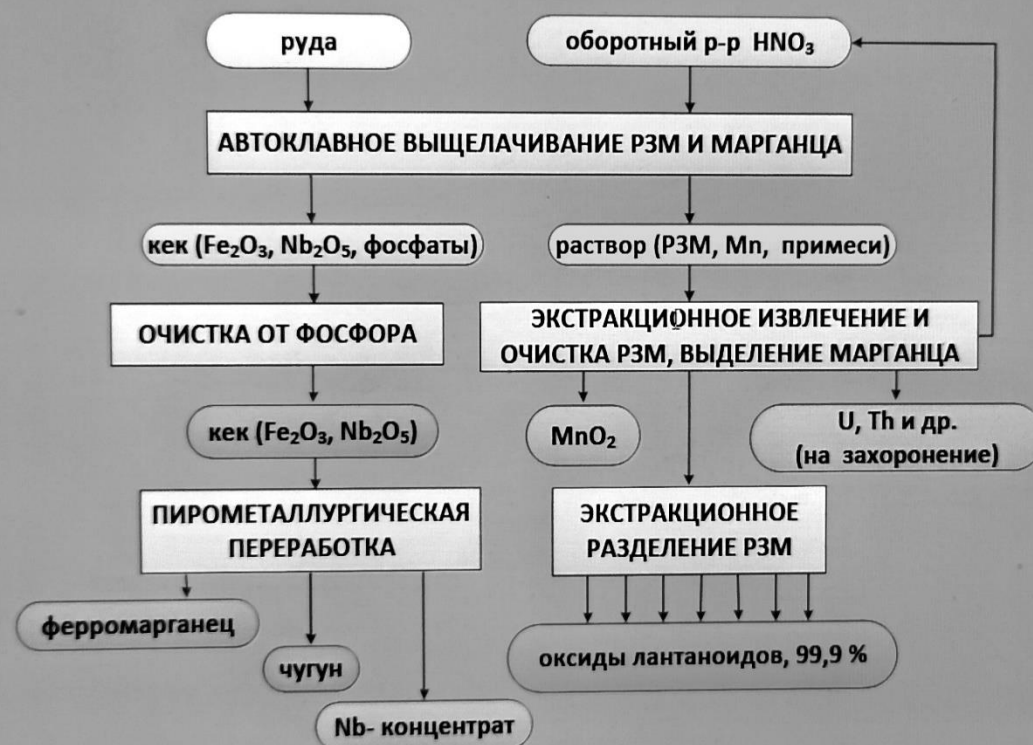 руда
оборотный р-р HNO₃
АВТОКЛАВНОЕ ВЫЩЕЛАЧИВАНИЕ РЗМ И МАРГАНЦА
кек (Fe₂O₃, Nb₂O₅, фосфаты)
раствор (РЗМ, Mn, примеси)
ОЧИСТКА ОТ ФОСФОРА
ЭКСТРАКЦИОННОЕ ИЗВЛЕЧЕНИЕ И
ОЧИСТКА РЗМ, ВЫДЕЛЕНИЕ МАРГАНЦА
кек (Fe₂O₃, Nb₂O₅)
MnO₂
U, Th и др.
(на захоронение)
ПИРОМЕТАЛЛУРГИЧЕСКАЯ
ПЕРЕРАБОТКА
ЭКСТРАКЦИОННОЕ
РАЗДЕЛЕНИЕ РЗМ
ферромарганец
чугун
Nb- концентрат
оксиды лантаноидов, 99,9 %